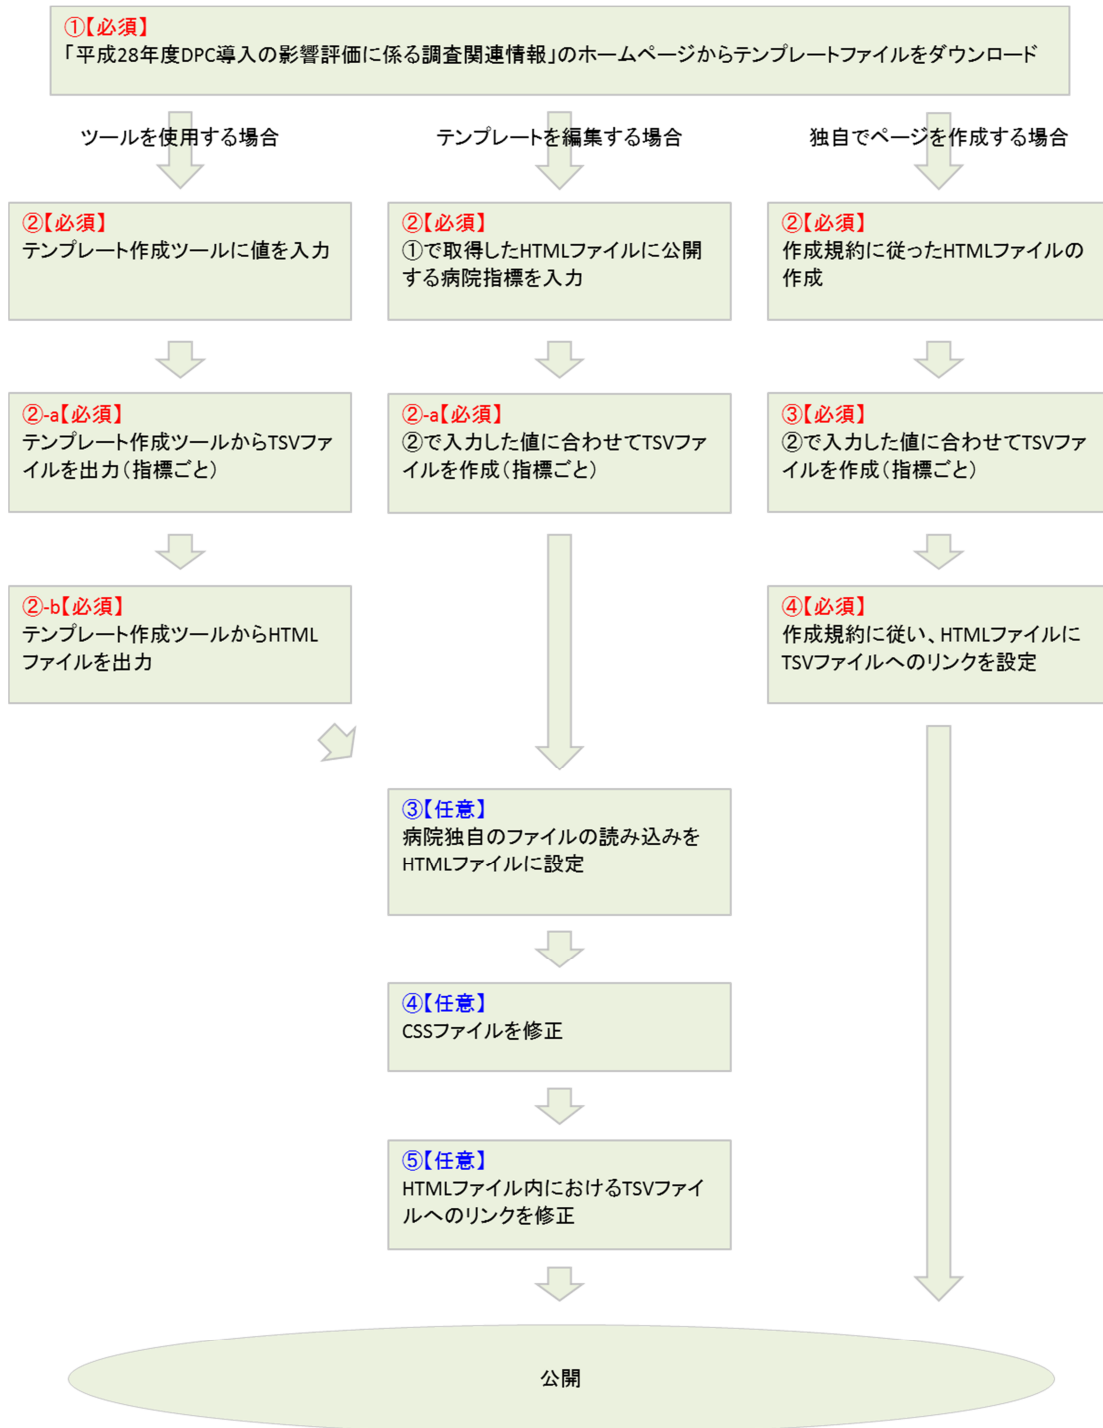 ①【必須】
「平成28年度DPC導入の影響評価に係る調査関連情報」のホームページからテンプレートファイルをダウンロード
ツールを使用する場合
テンプレートを編集する場合
独自でページを作成する場合
②【必須】
テンプレート作成ツールに値を入力
②【必須】
①で取得したHTMLファイルに公開
する病院指標を入力
②【必須】
作成規約に従ったHTMLファイルの
作成
②-a【必須】
テンプレート作成ツールからTSVファ
イルを出力（指標ごと）
②-a【必須】
②で入力した値に合わせてTSVファ
イルを作成（指標ごと）
③【必須】
②で入力した値に合わせてTSVファ
イルを作成（指標ごと）
②-b【必須】
テンプレート作成ツールからHTML
ファイルを出力
④【必須】
作成規約に従い、HTMLファイルに
TSVファイルへのリンクを設定
③【任意】
病院独自のファイルの読み込みを
HTMLファイルに設定
④【任意】
CSSファイルを修正
⑤【任意】
HTMLファイル内におけるTSVファイ
ルへのリンクを修正
公開